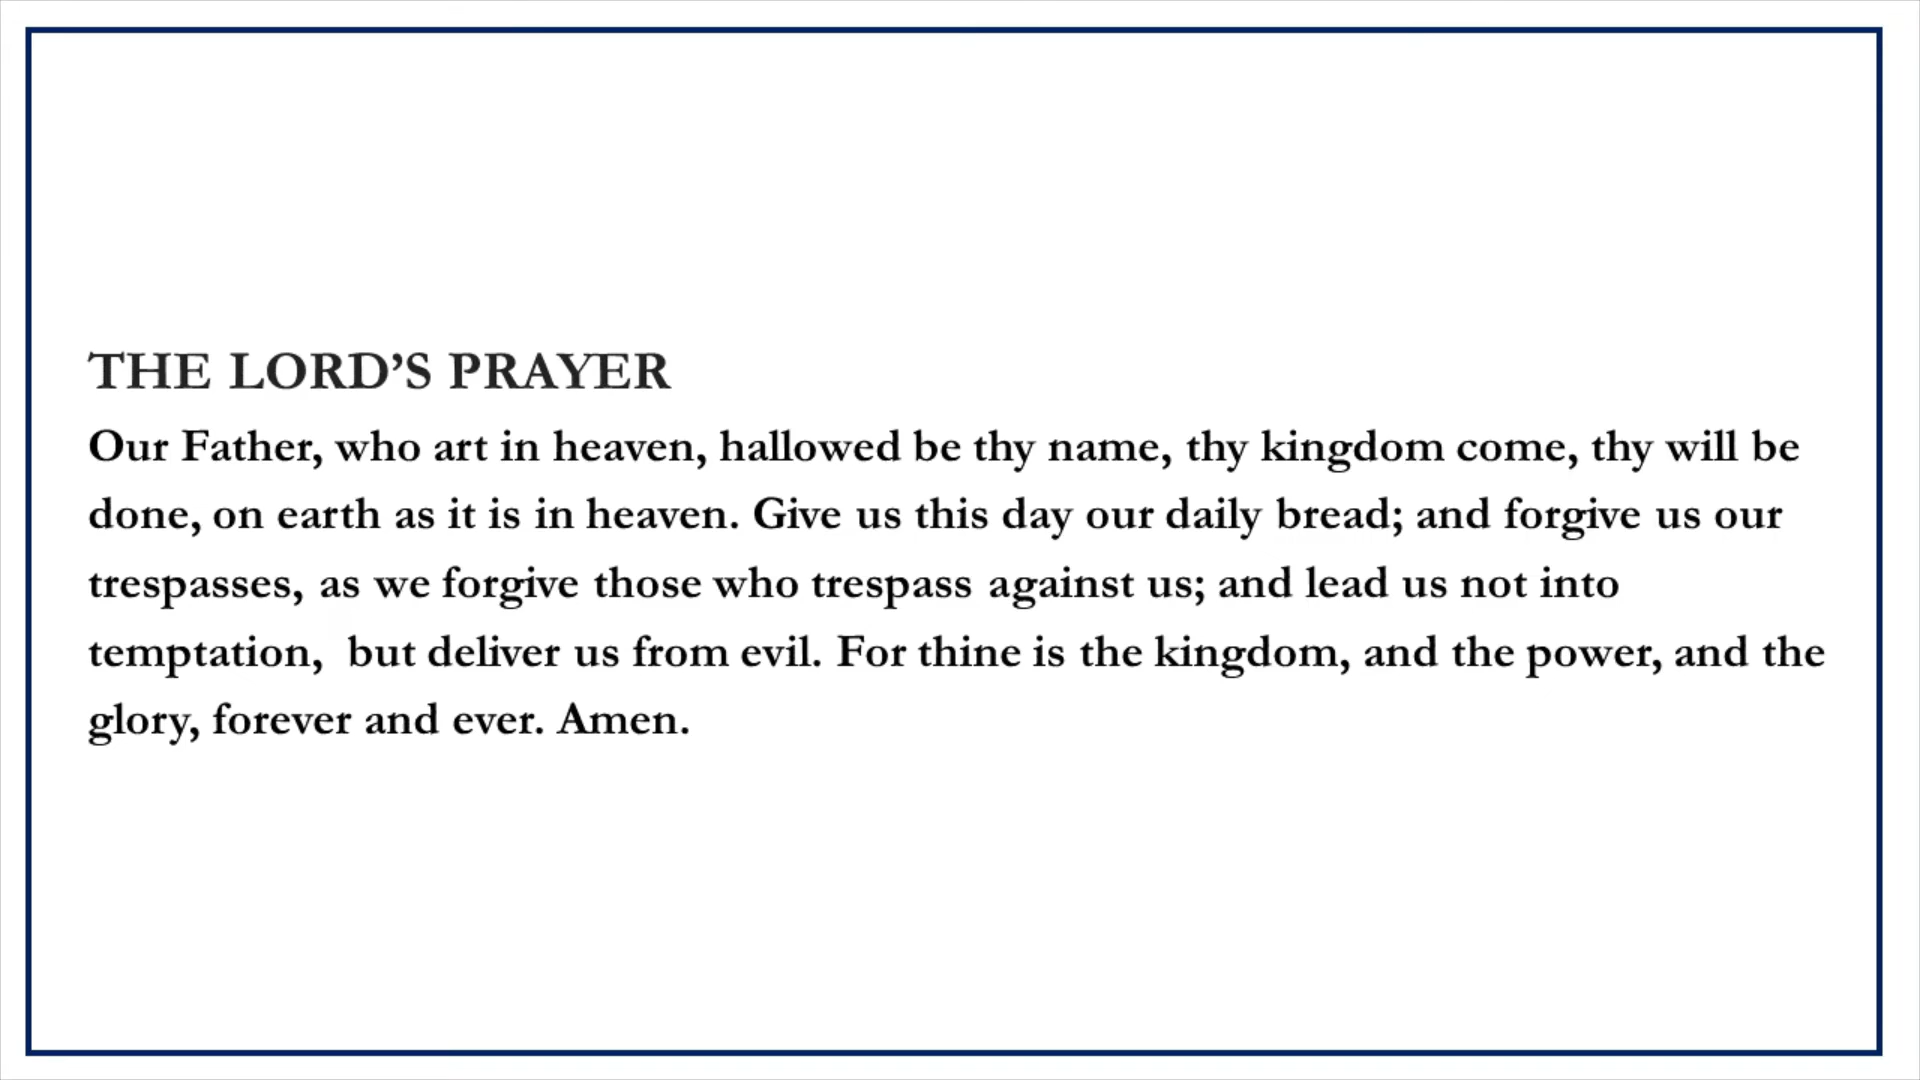 THE LORD’S PRAYER
Our Father, who art in heaven, hallowed be thy name, thy kingdom come, thy will be
done, on earth as it is in heaven. Give us this day our daily bread; and forgive us our
trespasses, as we forgive those who trespass against us; and lead us not into
temptation,  but deliver us from evil. For thine is the kingdom, and the power, and the
glory, forever and ever. Amen.